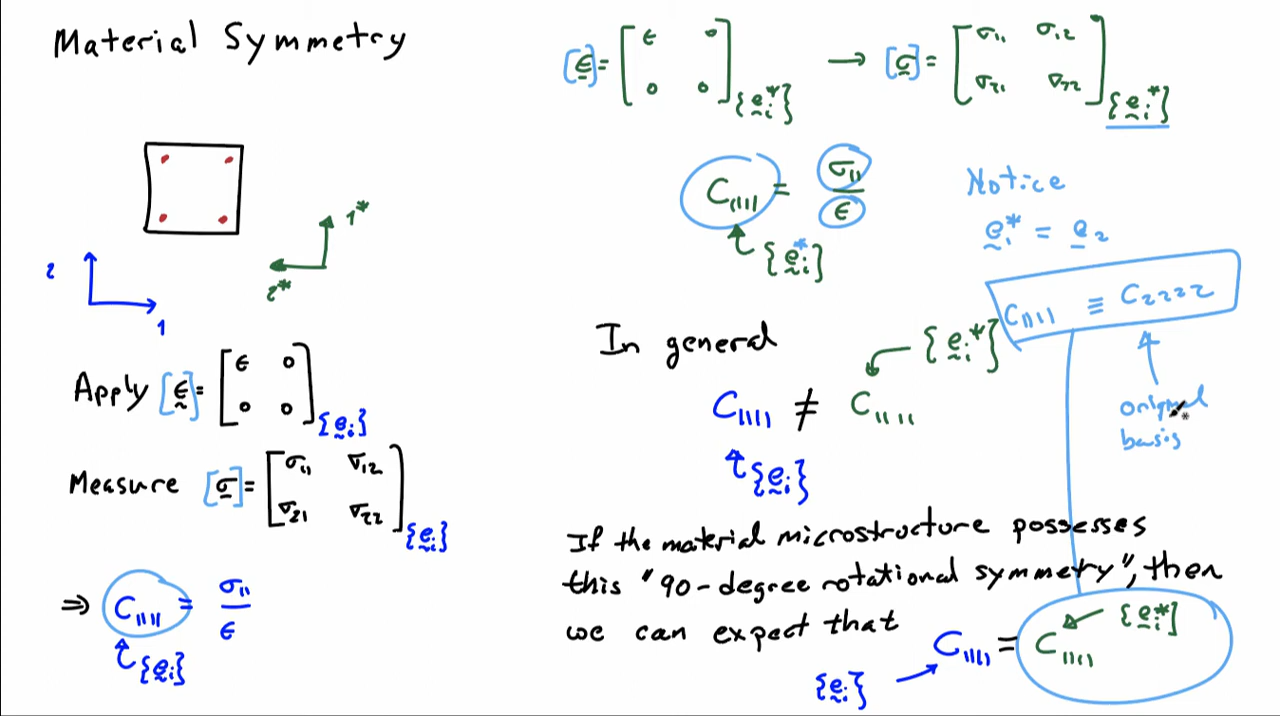 Material Symmetry
2
1
1*
2*
Apply [ε] = [ε 0
0 0]{e_i}
Measure [σ] = [σ₁₁ σ₁₂
σ₂₁ σ₂₂]{e_i}
⇒ C₁₁₁₁ = σ₁₁/ε
{e_i}
[ε] = [ε 0
0 0]{e_i*} → [σ] = [σ₁₁ σ₁₂
σ₂₁ σ₂₂]{e_i*}
C₁₁₁₁ = σ₁₁/ε
{e_i*}
Notice
e₁* = e₂
C₁₁₁₁ ≡ C₂₂₂₂
original
basis
In general
{e_i*}
C₁₁₁₁ ≠ C₁₁₁₁
{e_i}
If the material microstructure possesses
this "90-degree rotational symmetry", then
we can expect that
{e_i} → C₁₁₁₁ = C₁₁₁₁ ← {e_i*}